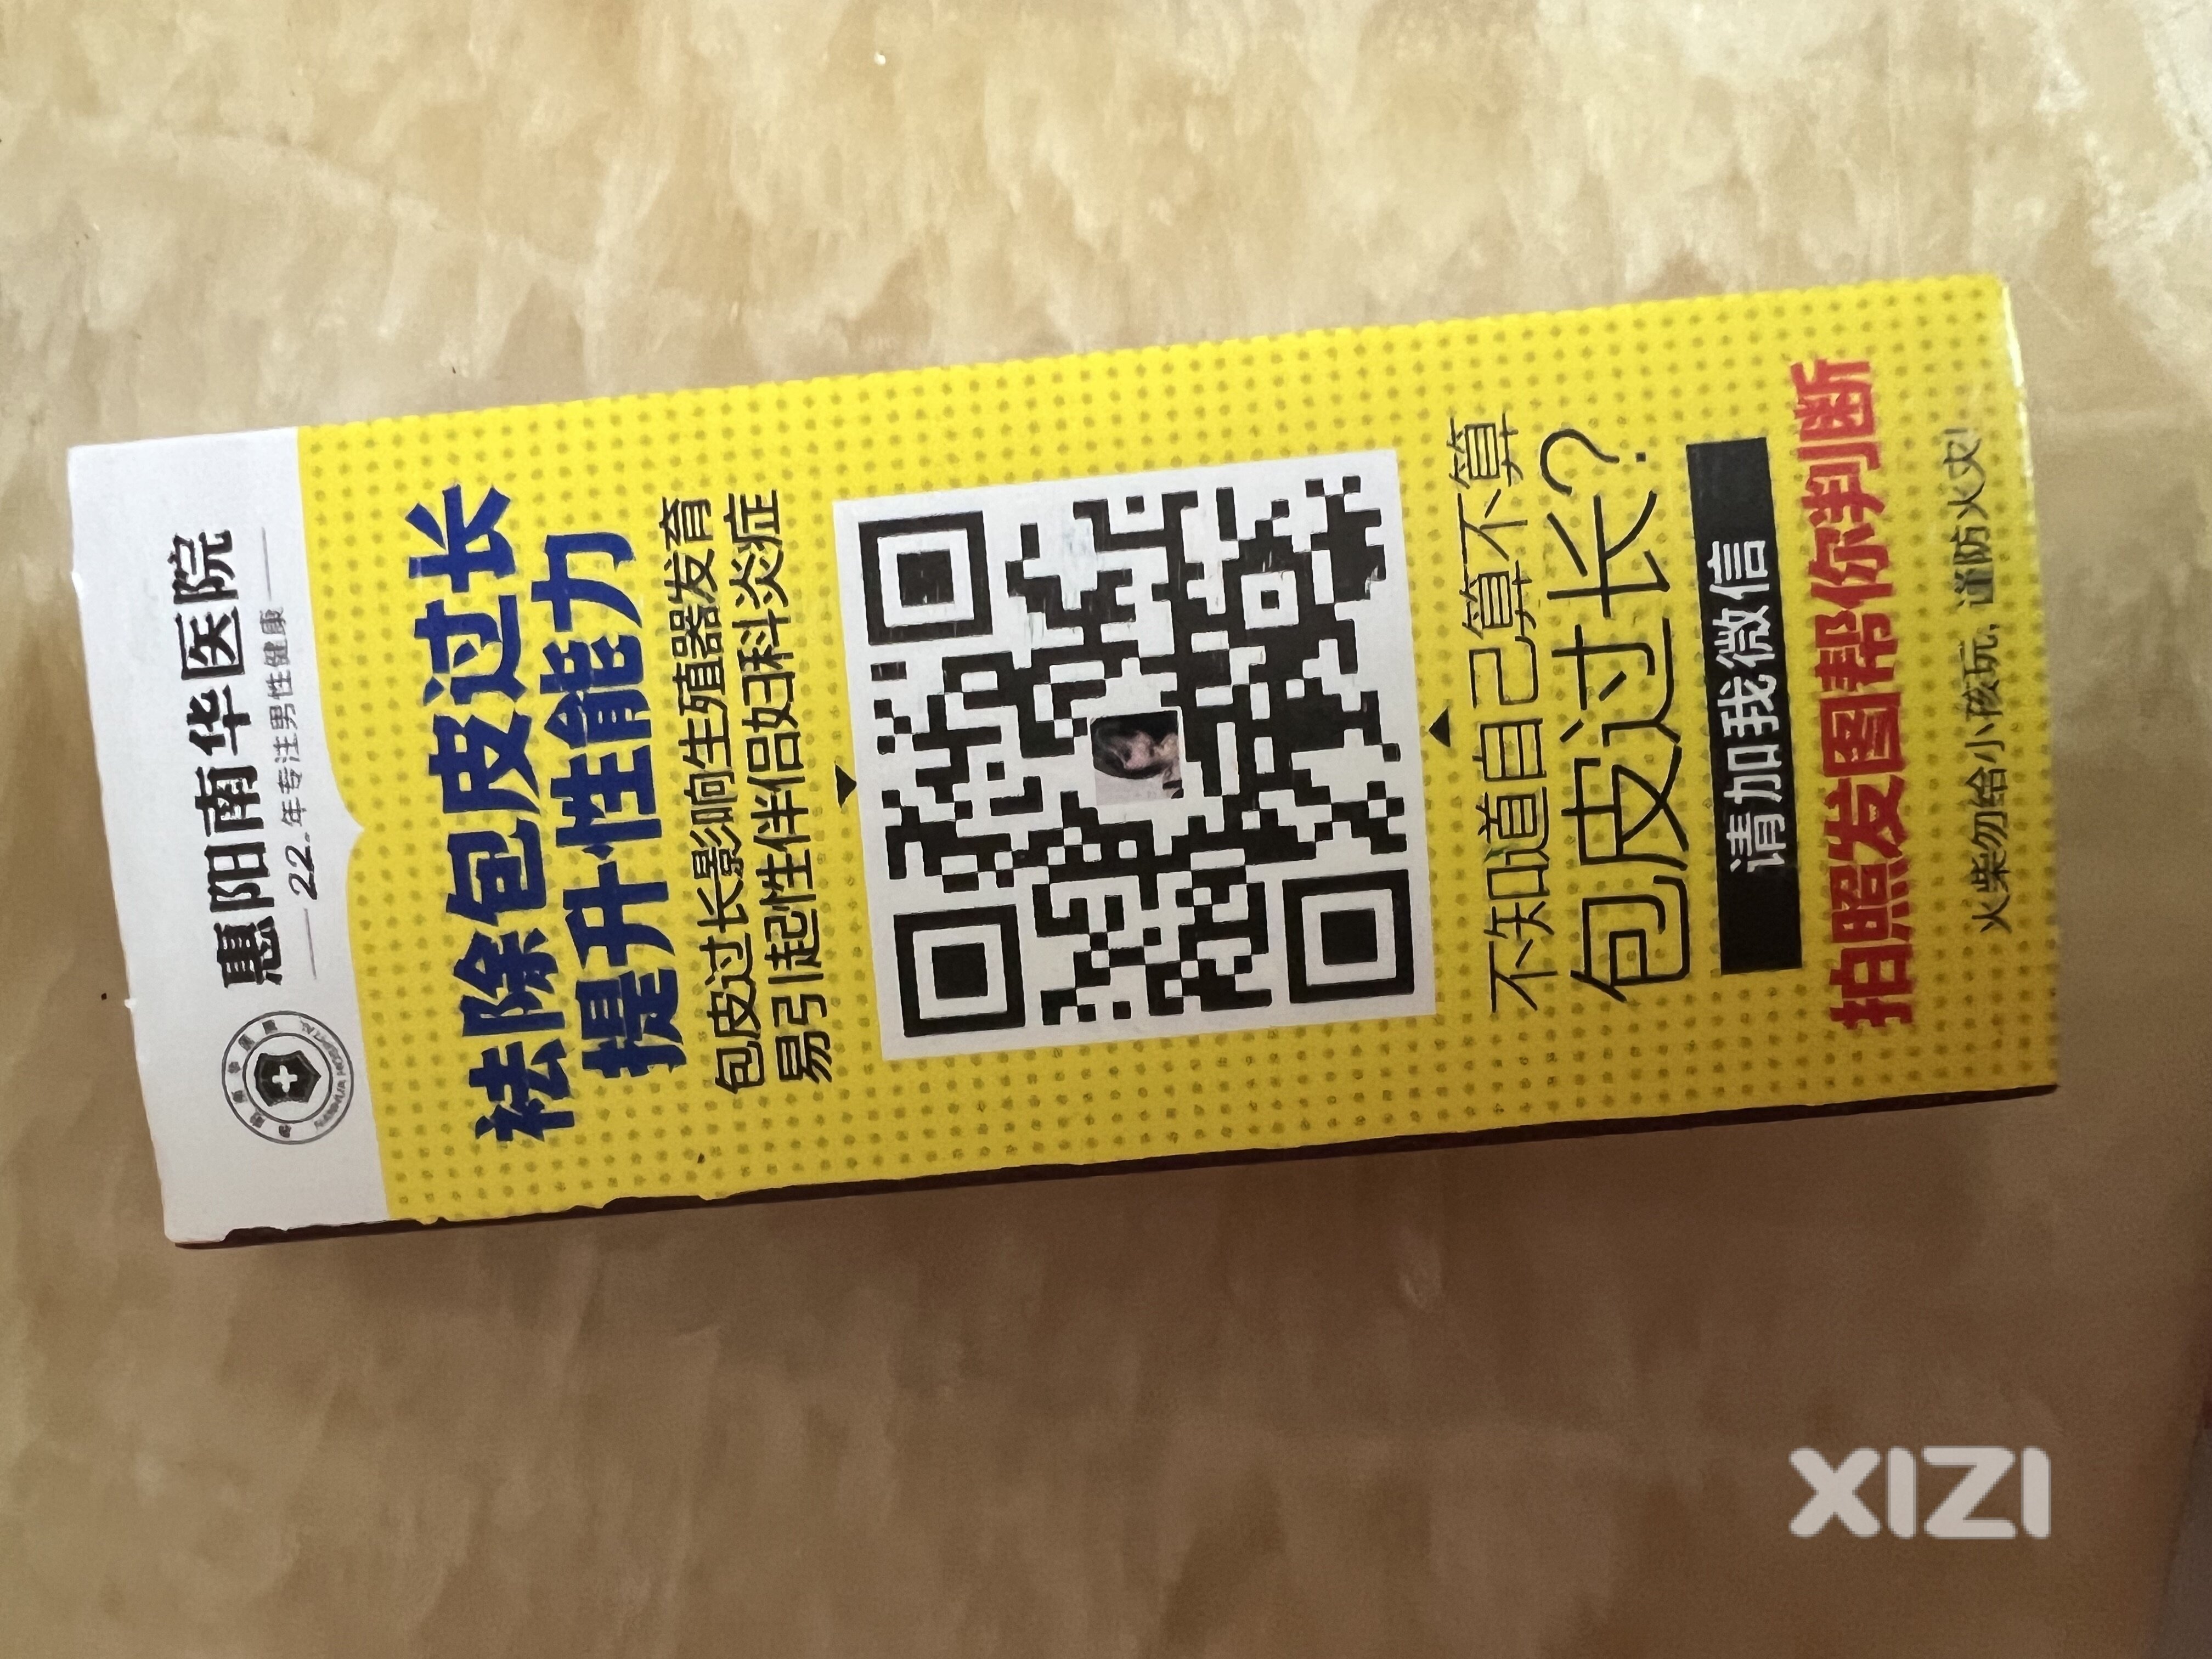 惠阳南华医院
22年专注男性健康
NANHUA HOSPITAL
祛除包皮过长
提升性能力
包皮过长影响生殖器发育
易引起性伴侣妇科炎症
不知道自己算不算
包皮过长?
请加我微信
拍照发图帮你判断
火柴勿给小孩玩, 谨防火灾!
XIZI